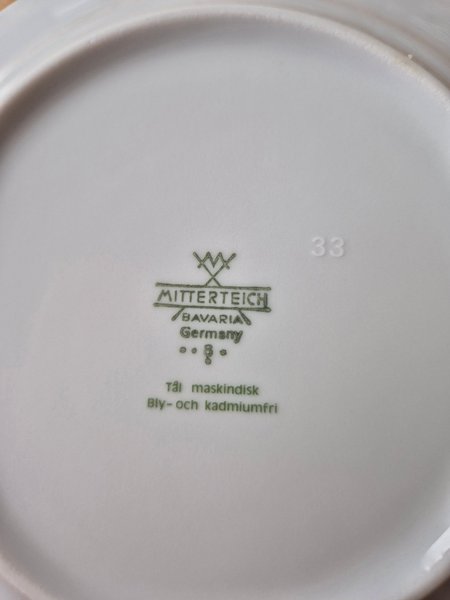 33
MITTERTEICH
BAVARIA
Germany
Tål maskindisk
Bly- och kadmiumfri